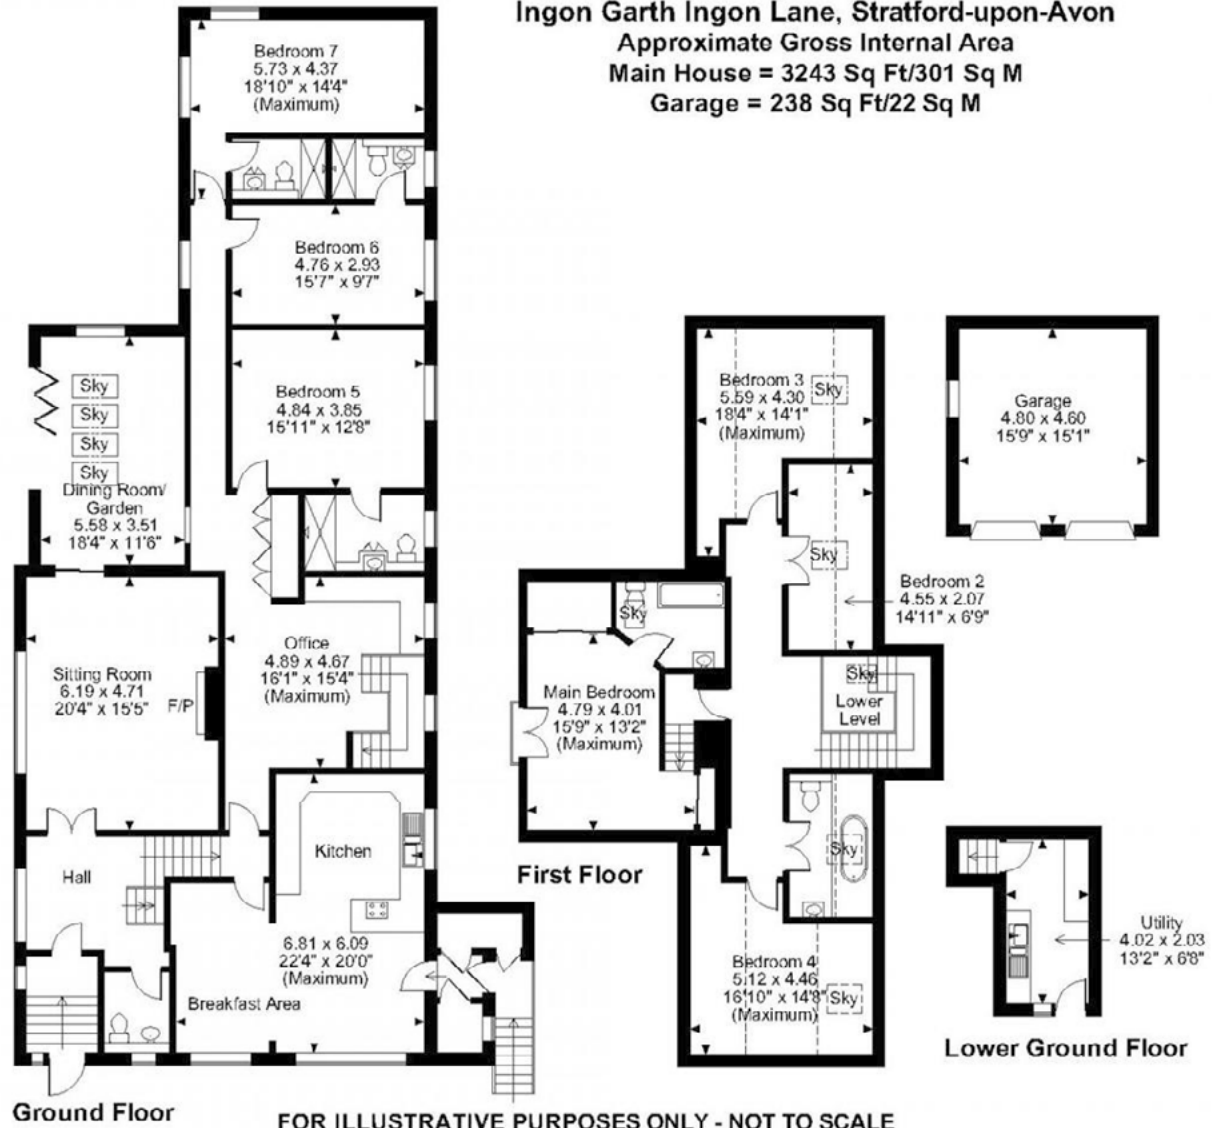 Ingon Garth Ingon Lane, Stratford-upon-Avon
Approximate Gross Internal Area
Main House = 3243 Sq Ft/301 Sq M
Garage = 238 Sq Ft/22 Sq M
Bedroom 7
5.73 x 4.37
18'10" x 14'4"
(Maximum)
Bedroom 6
4.76 x 2.93
15'7" x 9'7"
Bedroom 5
4.84 x 3.85
15'11" x 12'8"
Sky
Sky
Sky
Sky
Dining Room/
Garden
5.58 x 3.51
18'4" x 11'6"
Sitting Room
6.19 x 4.71
20'4" x 15'5"
F/P
Office
4.89 x 4.67
16'1" x 15'4"
(Maximum)
Kitchen
Hall
6.81 x 6.09
22'4" x 20'0"
(Maximum)
Breakfast Area
Ground Floor
Bedroom 3
5.59 x 4.30
18'4" x 14'1"
(Maximum)
Sky
Sky
Bedroom 2
4.55 x 2.07
14'11" x 6'9"
Sky
Main Bedroom
4.79 x 4.01
15'9" x 13'2"
(Maximum)
Sky
Lower
Level
Sky
First Floor
Bedroom 4
5.12 x 4.46
16'10" x 14'8"
(Maximum)
Sky
Garage
4.80 x 4.60
15'9" x 15'1"
Utility
4.02 x 2.03
13'2" x 6'8"
Lower Ground Floor
FOR ILLUSTRATIVE PURPOSES ONLY - NOT TO SCALE